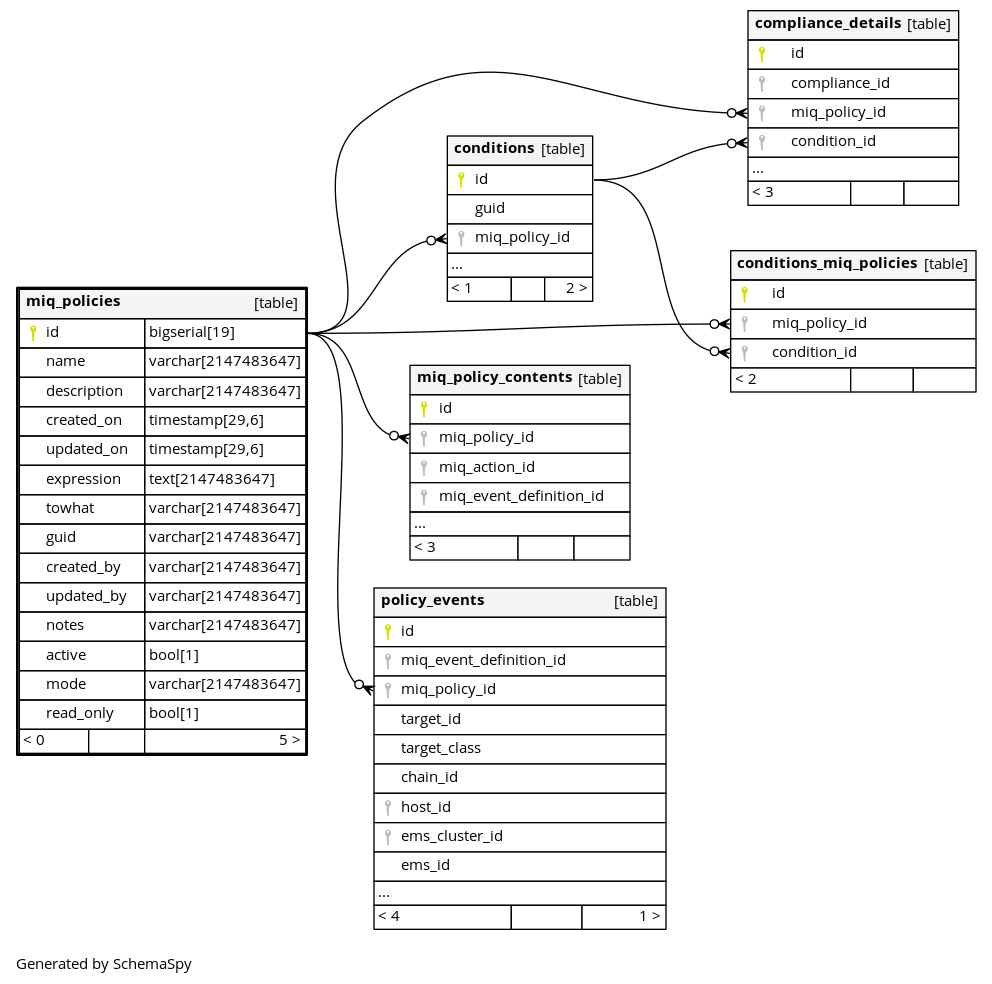 compliance_details [table]
id
compliance_id
miq_policy_id
condition_id
...
< 3
conditions [table]
id
guid
miq_policy_id
...
< 1 2 >
conditions_miq_policies [table]
id
miq_policy_id
condition_id
< 2
miq_policies [table]
id bigserial[19]
name varchar[2147483647]
description varchar[2147483647]
created_on timestamp[29,6]
updated_on timestamp[29,6]
expression text[2147483647]
towhat varchar[2147483647]
guid varchar[2147483647]
created_by varchar[2147483647]
updated_by varchar[2147483647]
notes varchar[2147483647]
active bool[1]
mode varchar[2147483647]
read_only bool[1]
< 0 5 >
miq_policy_contents [table]
id
miq_policy_id
miq_action_id
miq_event_definition_id
...
< 3
policy_events [table]
id
miq_event_definition_id
miq_policy_id
target_id
target_class
chain_id
host_id
ems_cluster_id
ems_id
...
< 4 1 >
Generated by SchemaSpy